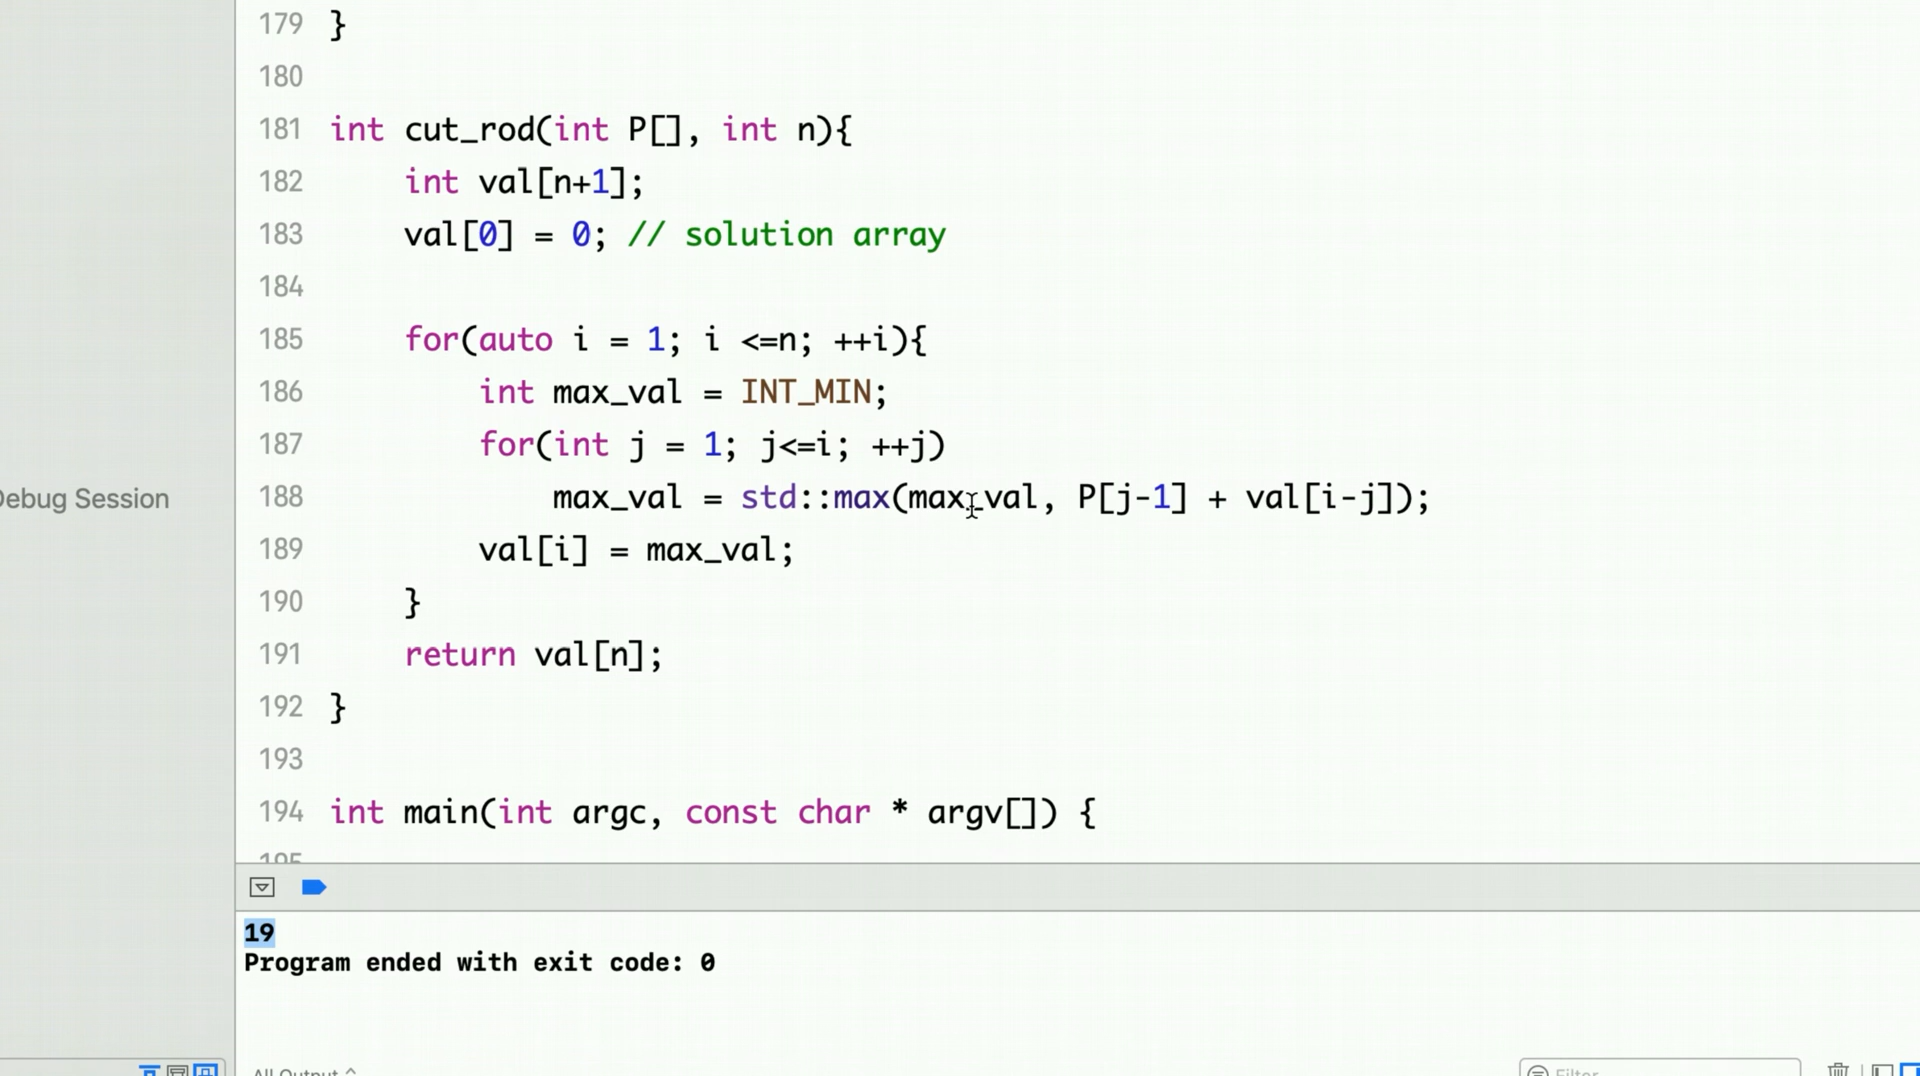 179 }
180
181 int cut_rod(int P[], int n){
182 int val[n+1];
183 val[0] = 0; // solution array
184
185 for(auto i = 1; i <=n; ++i){
186 int max_val = INT_MIN;
187 for(int j = 1; j<=i; ++j)
Debug Session
188 max_val = std::max(max_val, P[j-1] + val[i-j]);
189 val[i] = max_val;
190 }
191 return val[n];
192 }
193
194 int main(int argc, const char * argv[]) {
195
19
Program ended with exit code: 0
All Output
Filter